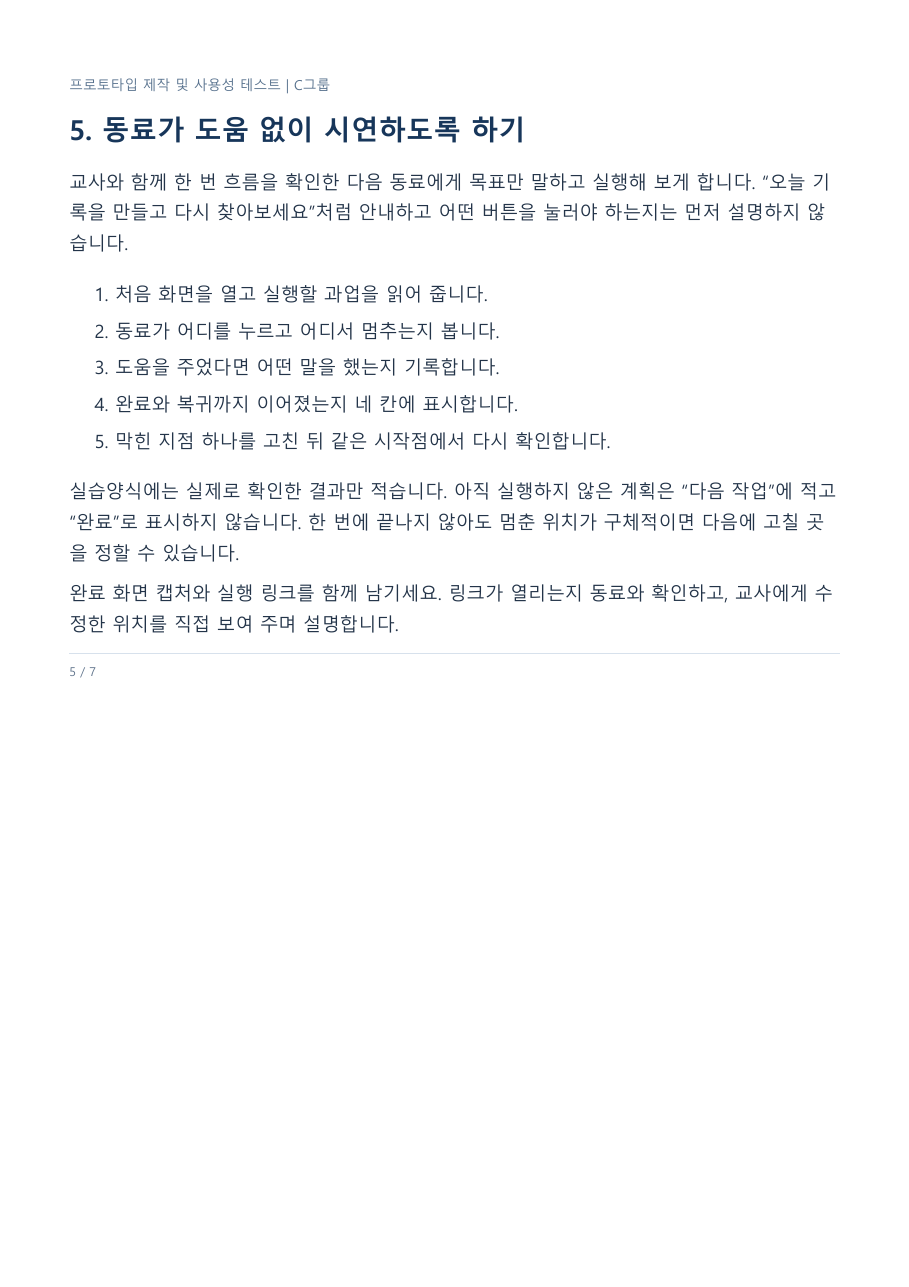 프로토타입 제작 및 사용성 테스트 | C그룹
5. 동료가 도움 없이 시연하도록 하기
교사와 함께 한 번 흐름을 확인한 다음 동료에게 목표만 말하고 실행해 보게 합니다. “오늘 기
록을 만들고 다시 찾아보세요”처럼 안내하고 어떤 버튼을 눌러야 하는지는 먼저 설명하지 않
습니다.
1. 처음 화면을 열고 실행할 과업을 읽어 줍니다.
2. 동료가 어디를 누르고 어디서 멈추는지 봅니다.
3. 도움을 주었다면 어떤 말을 했는지 기록합니다.
4. 완료와 복귀까지 이어졌는지 네 칸에 표시합니다.
5. 막힌 지점 하나를 고친 뒤 같은 시작점에서 다시 확인합니다.
실습양식에는 실제로 확인한 결과만 적습니다. 아직 실행하지 않은 계획은 “다음 작업”에 적고
“완료”로 표시하지 않습니다. 한 번에 끝나지 않아도 멈춘 위치가 구체적이면 다음에 고칠 곳
을 정할 수 있습니다.
완료 화면 캡처와 실행 링크를 함께 남기세요. 링크가 열리는지 동료와 확인하고, 교사에게 수
정한 위치를 직접 보여 주며 설명합니다.
5 / 7